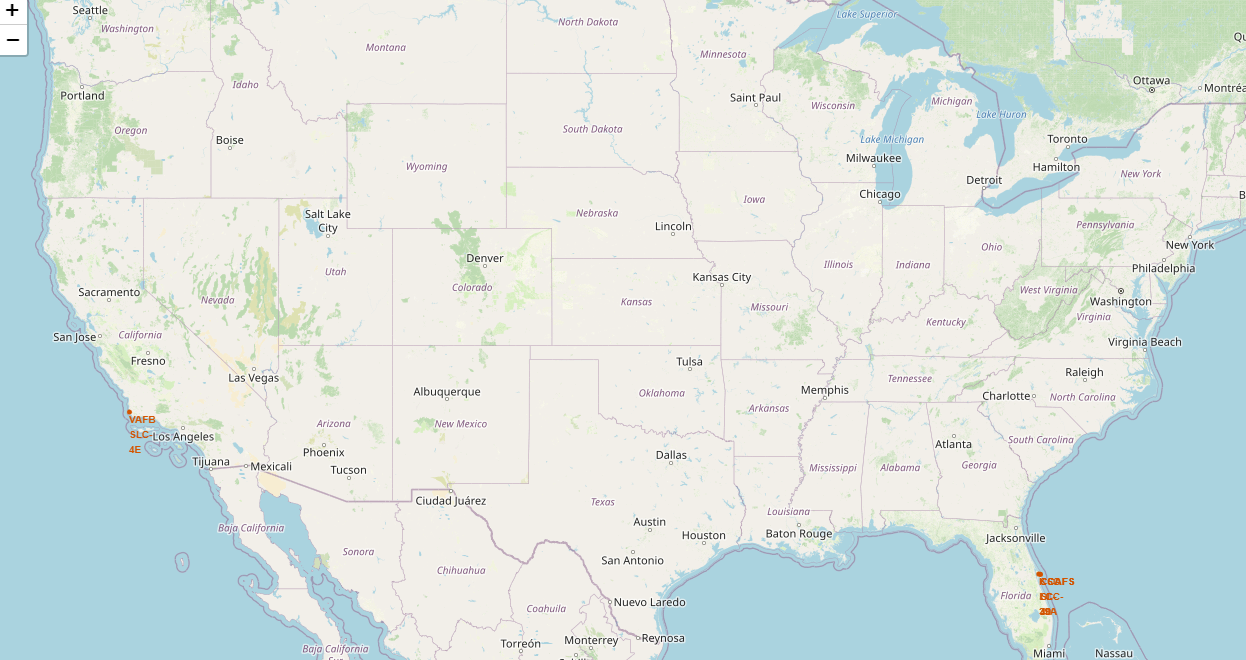 +
−
Seattle
Washington
North Dakota
Lake Superior
Montana
Minnesota
Ottawa
Montréa
Portland
Idaho
Saint Paul
Wisconsin
Michigan
Lake Huron
Oregon
Boise
South Dakota
Lake Michigan
Toronto
Milwaukee
Hamilton
Wyoming
New York
Detroit
Chicago
Iowa
Salt Lake
City
Nebraska
Lincoln
Pennsylvania
New York
Ohio
Denver
Utah
Illinois
Indiana
Philadelphia
Kansas City
Colorado
West Virginia
Sacramento
Nevada
Kansas
Missouri
Washington
Virginia
Kentucky
San Jose
California
Virginia Beach
Fresno
Tulsa
Raleigh
Las Vegas
Tennessee
Albuquerque
Oklahoma
Memphis
Charlotte
North Carolina
Arkansas
VAFB
SLC-
4E
Los Angeles
Arizona
New Mexico
South Carolina
Atlanta
Phoenix
Dallas
Tijuana
Mexicali
Tucson
Mississippi
Alabama
Georgia
Ciudad Juárez
Texas
Louisiana
Baja California
Austin
Houston
Baton Rouge
Jacksonville
Sonora
San Antonio
Chihuahua
Florida
Nuevo Laredo
Coahuila
Torreón
Monterrey
Reynosa
Baja California
Miami
Nassau